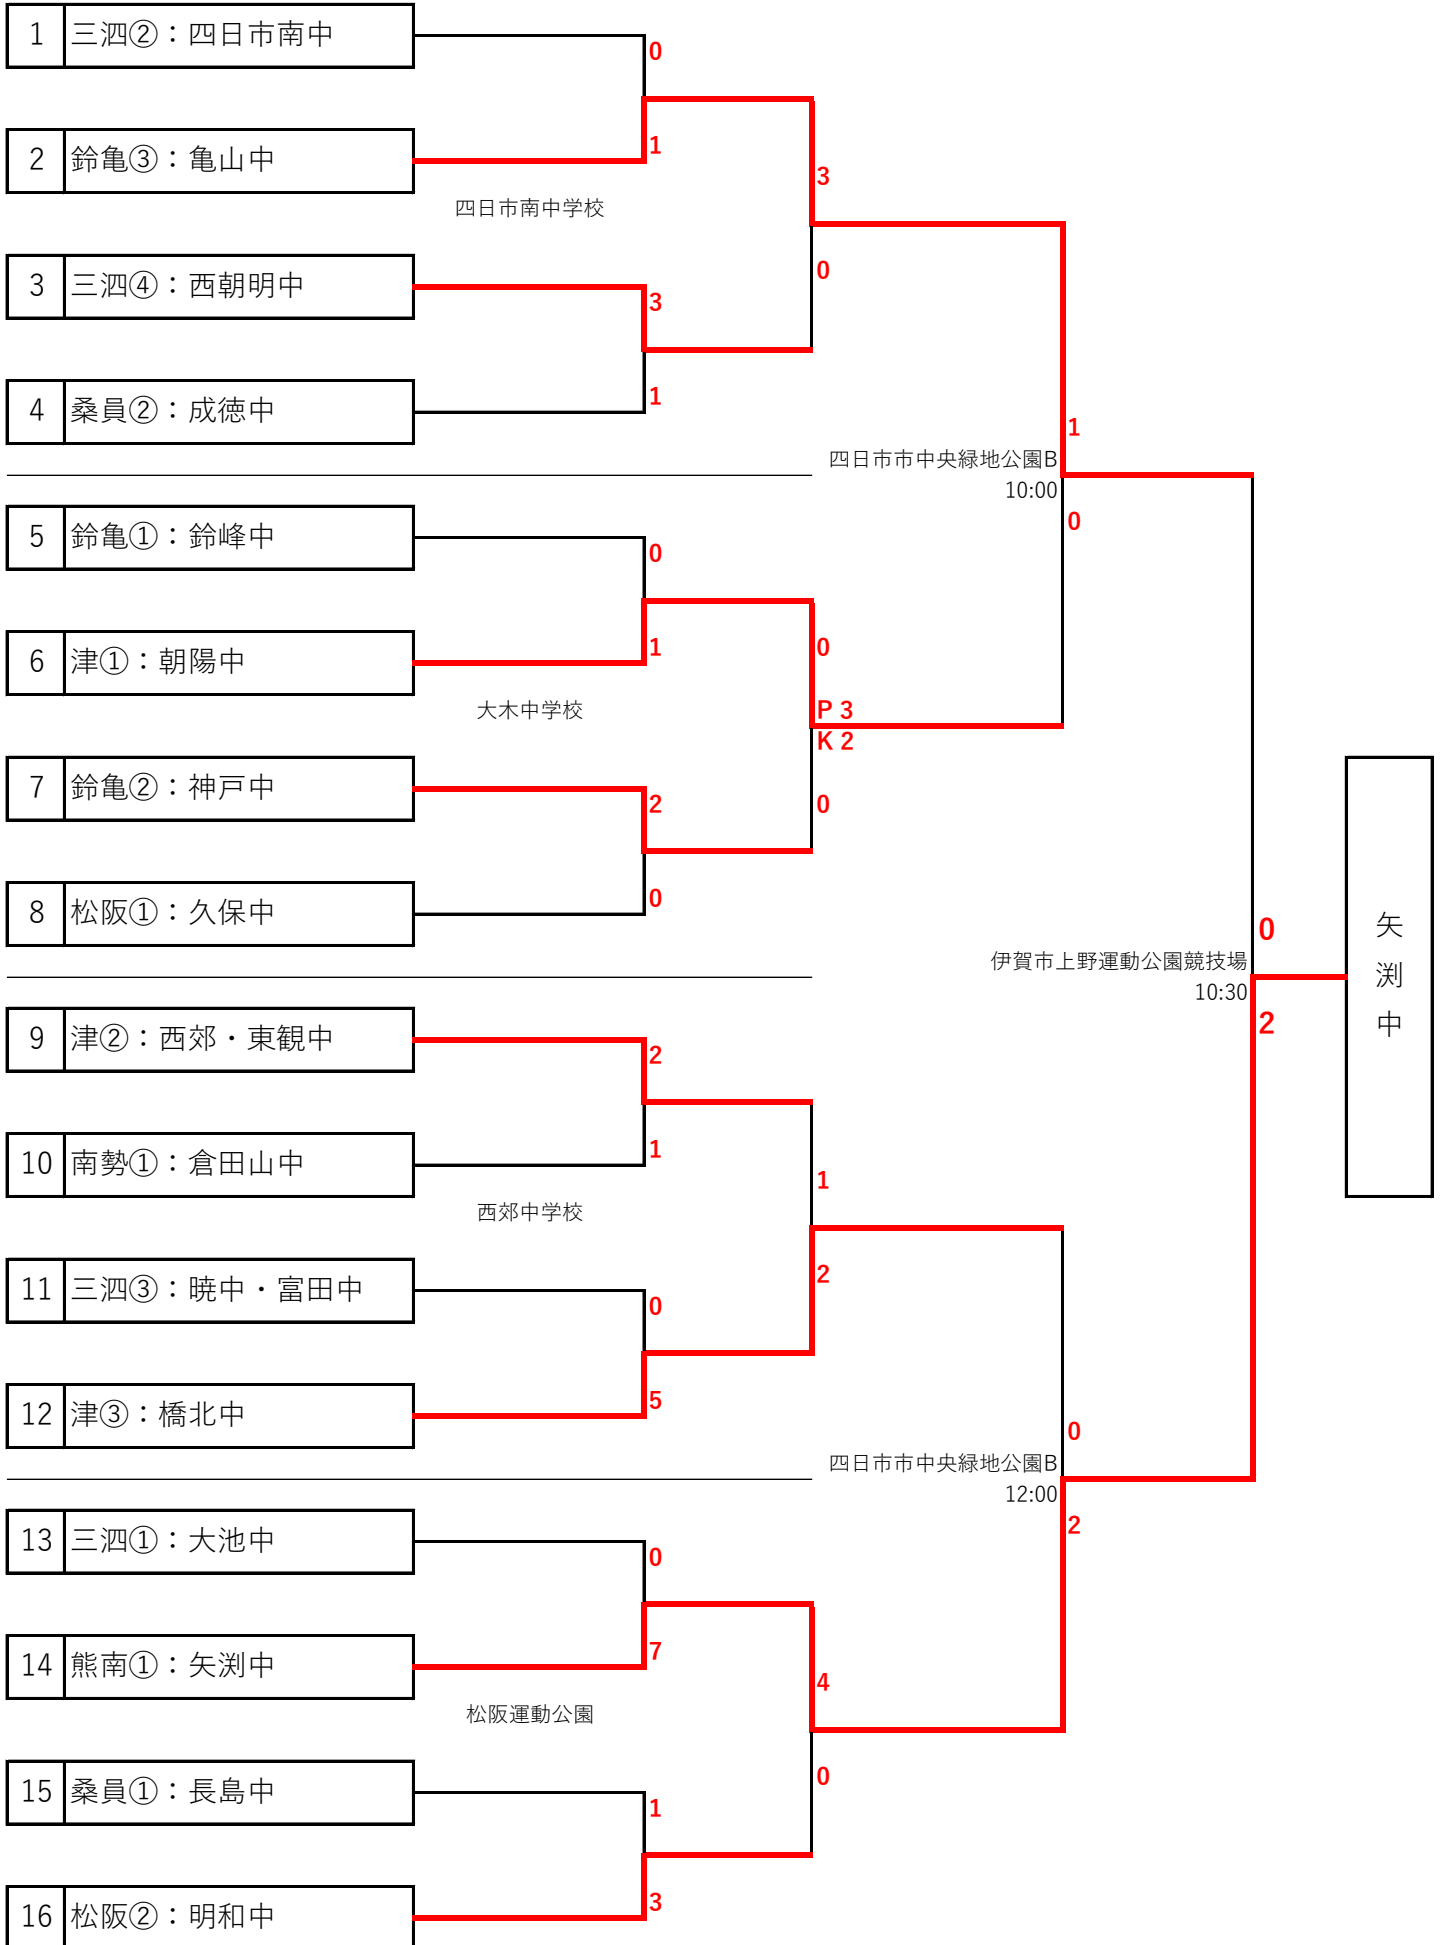 1 三泗②：四日市南中
0
1
2 鈴亀③：亀山中
3
四日市南中学校
0
3 三泗④：西朝明中
3
1
4 桑員②：成徳中
1
四日市市中央緑地公園B
10:00
0
5 鈴亀①：鈴峰中
0
1
6 津①：朝陽中
0
大木中学校
P 3
K 2
7 鈴亀②：神戸中
2
0
0
8 松阪①：久保中
0
伊賀市上野運動公園競技場
10:30
2
矢渕中
9 津②：西郊・東観中
2
1
10 南勢①：倉田山中
1
西郊中学校
2
11 三泗③：暁中・富田中
0
5
12 津③：橋北中
0
四日市市中央緑地公園B
12:00
2
13 三泗①：大池中
0
7
14 熊南①：矢渕中
4
松阪運動公園
0
15 桑員①：長島中
1
3
16 松阪②：明和中